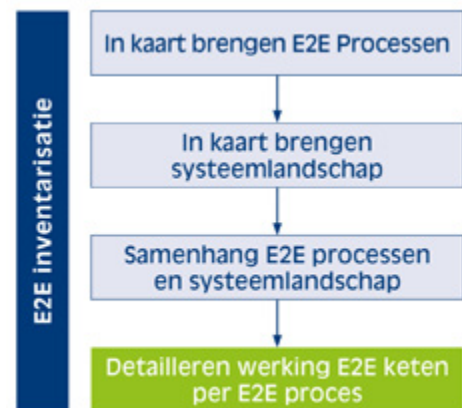 E2E inventarisatie
In kaart brengen E2E Processen
In kaart brengen
systeemlandschap
Samenhang E2E processen
en systeemlandschap
Detailleren werking E2E keten
per E2E proces